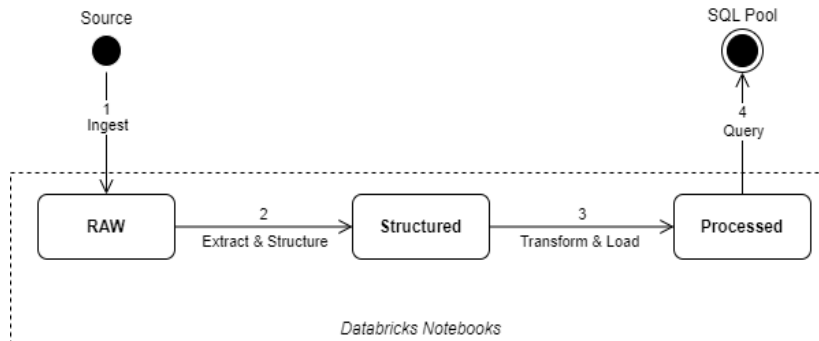 Source
SQL Pool
1
Ingest
4
Query
RAW
2
Extract & Structure
Structured
3
Transform & Load
Processed
Databricks Notebooks